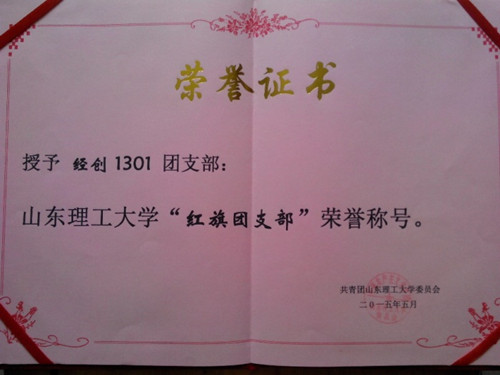 荣誉证书
授予 经创1301 团支部：
山东理工大学“红旗团支部”荣誉称号。
共青团山东理工大学委员会
二〇一五年五月